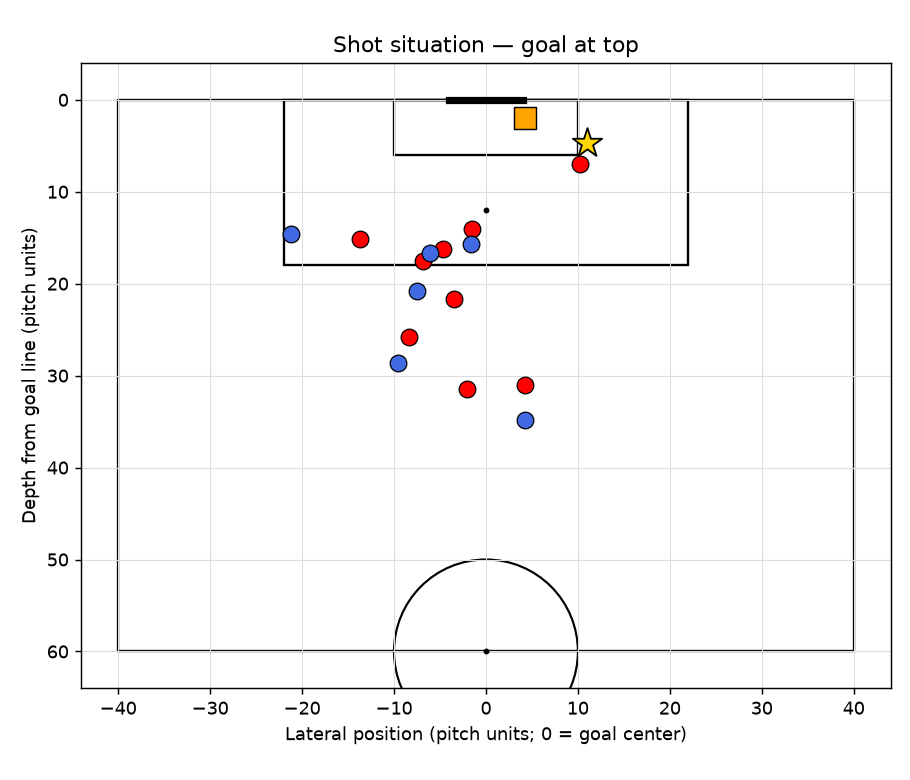 Shot situation — goal at top
0
10
20
30
40
50
60
Depth from goal line (pitch units)
−40 −30 −20 −10 0 10 20 30 40
Lateral position (pitch units; 0 = goal center)